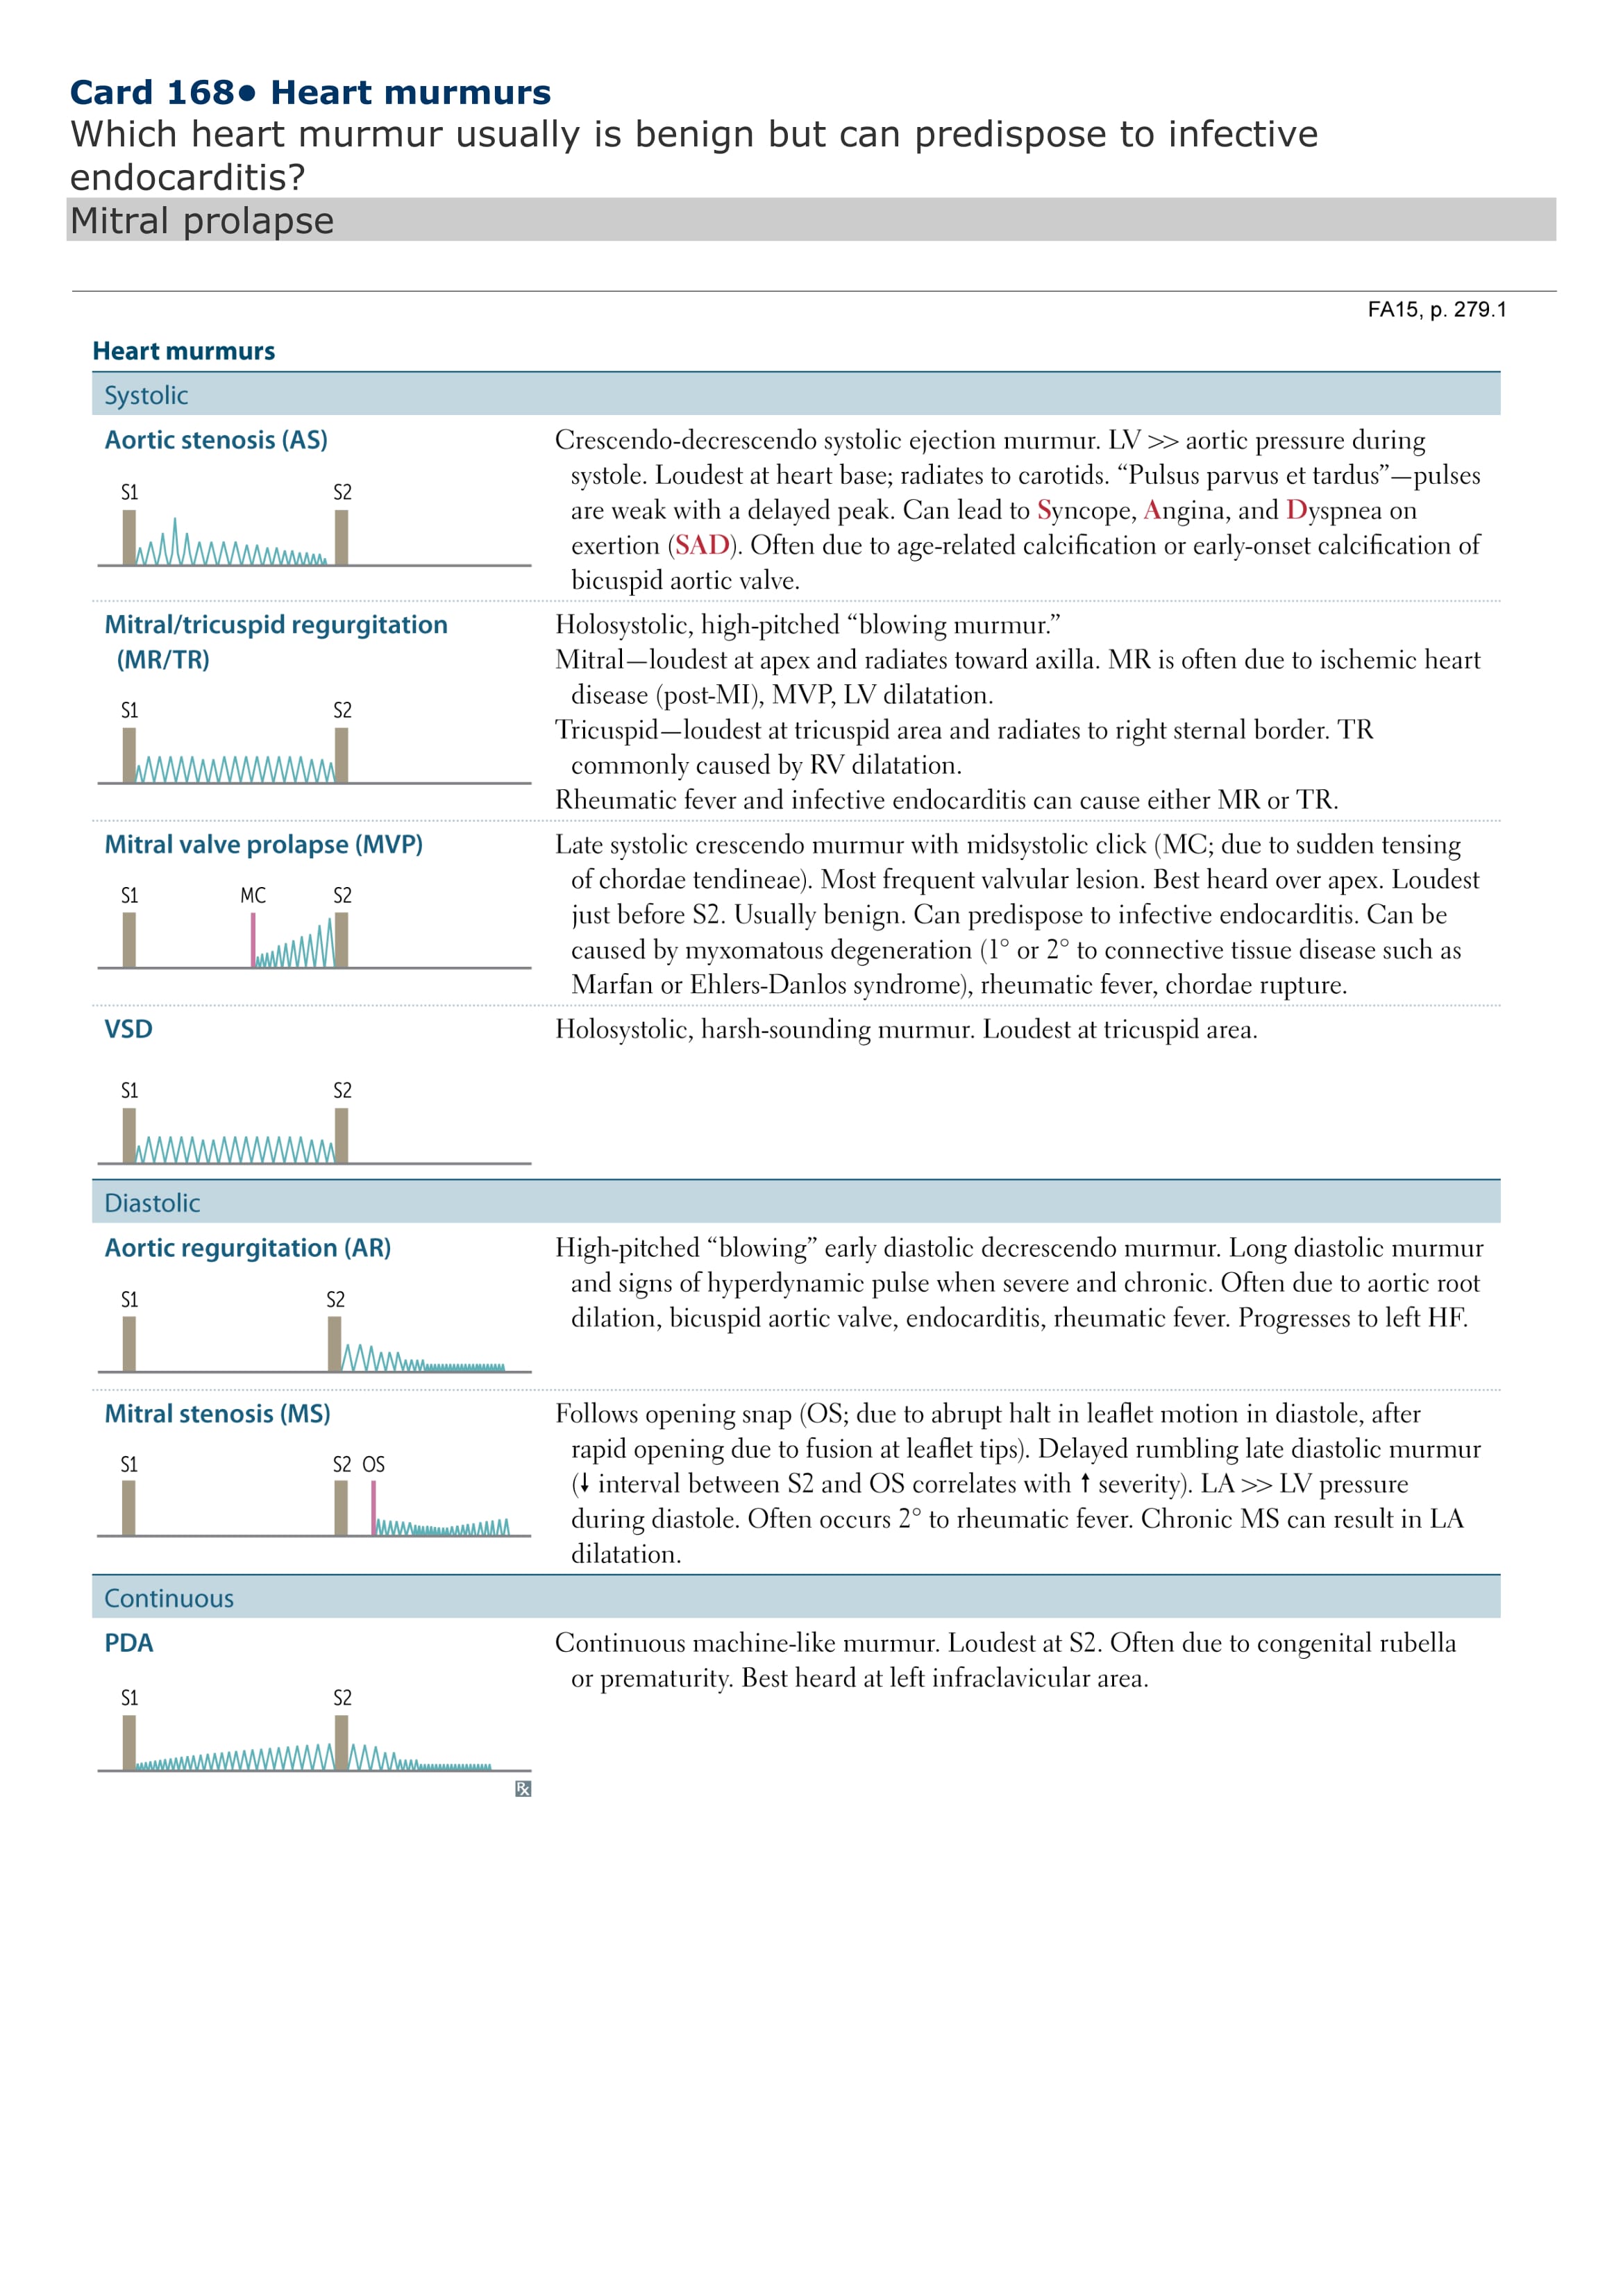 Card 168• Heart murmurs
Which heart murmur usually is benign but can predispose to infective
endocarditis?
Mitral prolapse
FA15, p. 279.1
Heart murmurs
Systolic
Aortic stenosis (AS)
S1 S2
Crescendo-decrescendo systolic ejection murmur. LV >> aortic pressure during
systole. Loudest at heart base; radiates to carotids. “Pulsus parvus et tardus”—pulses
are weak with a delayed peak. Can lead to Syncope, Angina, and Dyspnea on
exertion (SAD). Often due to age-related calcification or early-onset calcification of
bicuspid aortic valve.
Mitral/tricuspid regurgitation
(MR/TR)
S1 S2
Holosystolic, high-pitched “blowing murmur.”
Mitral—loudest at apex and radiates toward axilla. MR is often due to ischemic heart
disease (post-MI), MVP, LV dilatation.
Tricuspid—loudest at tricuspid area and radiates to right sternal border. TR
commonly caused by RV dilatation.
Rheumatic fever and infective endocarditis can cause either MR or TR.
Mitral valve prolapse (MVP)
S1 MC S2
Late systolic crescendo murmur with midsystolic click (MC; due to sudden tensing
of chordae tendineae). Most frequent valvular lesion. Best heard over apex. Loudest
just before S2. Usually benign. Can predispose to infective endocarditis. Can be
caused by myxomatous degeneration (1° or 2° to connective tissue disease such as
Marfan or Ehlers-Danlos syndrome), rheumatic fever, chordae rupture.
VSD
S1 S2
Holosystolic, harsh-sounding murmur. Loudest at tricuspid area.
Diastolic
Aortic regurgitation (AR)
S1 S2
High-pitched “blowing” early diastolic decrescendo murmur. Long diastolic murmur
and signs of hyperdynamic pulse when severe and chronic. Often due to aortic root
dilation, bicuspid aortic valve, endocarditis, rheumatic fever. Progresses to left HF.
Mitral stenosis (MS)
S1 S2 OS
Follows opening snap (OS; due to abrupt halt in leaflet motion in diastole, after
rapid opening due to fusion at leaflet tips). Delayed rumbling late diastolic murmur
(↓ interval between S2 and OS correlates with ↑ severity). LA >> LV pressure
during diastole. Often occurs 2° to rheumatic fever. Chronic MS can result in LA
dilatation.
Continuous
PDA
S1 S2
Continuous machine-like murmur. Loudest at S2. Often due to congenital rubella
or prematurity. Best heard at left infraclavicular area.
Rx